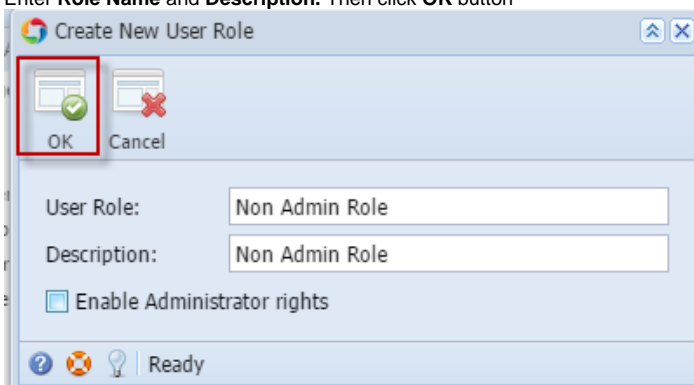 Enter Role Name and Description. Then click OK button
Create New User Role
OK Cancel
User Role: Non Admin Role
Description: Non Admin Role
Enable Administrator rights
Ready